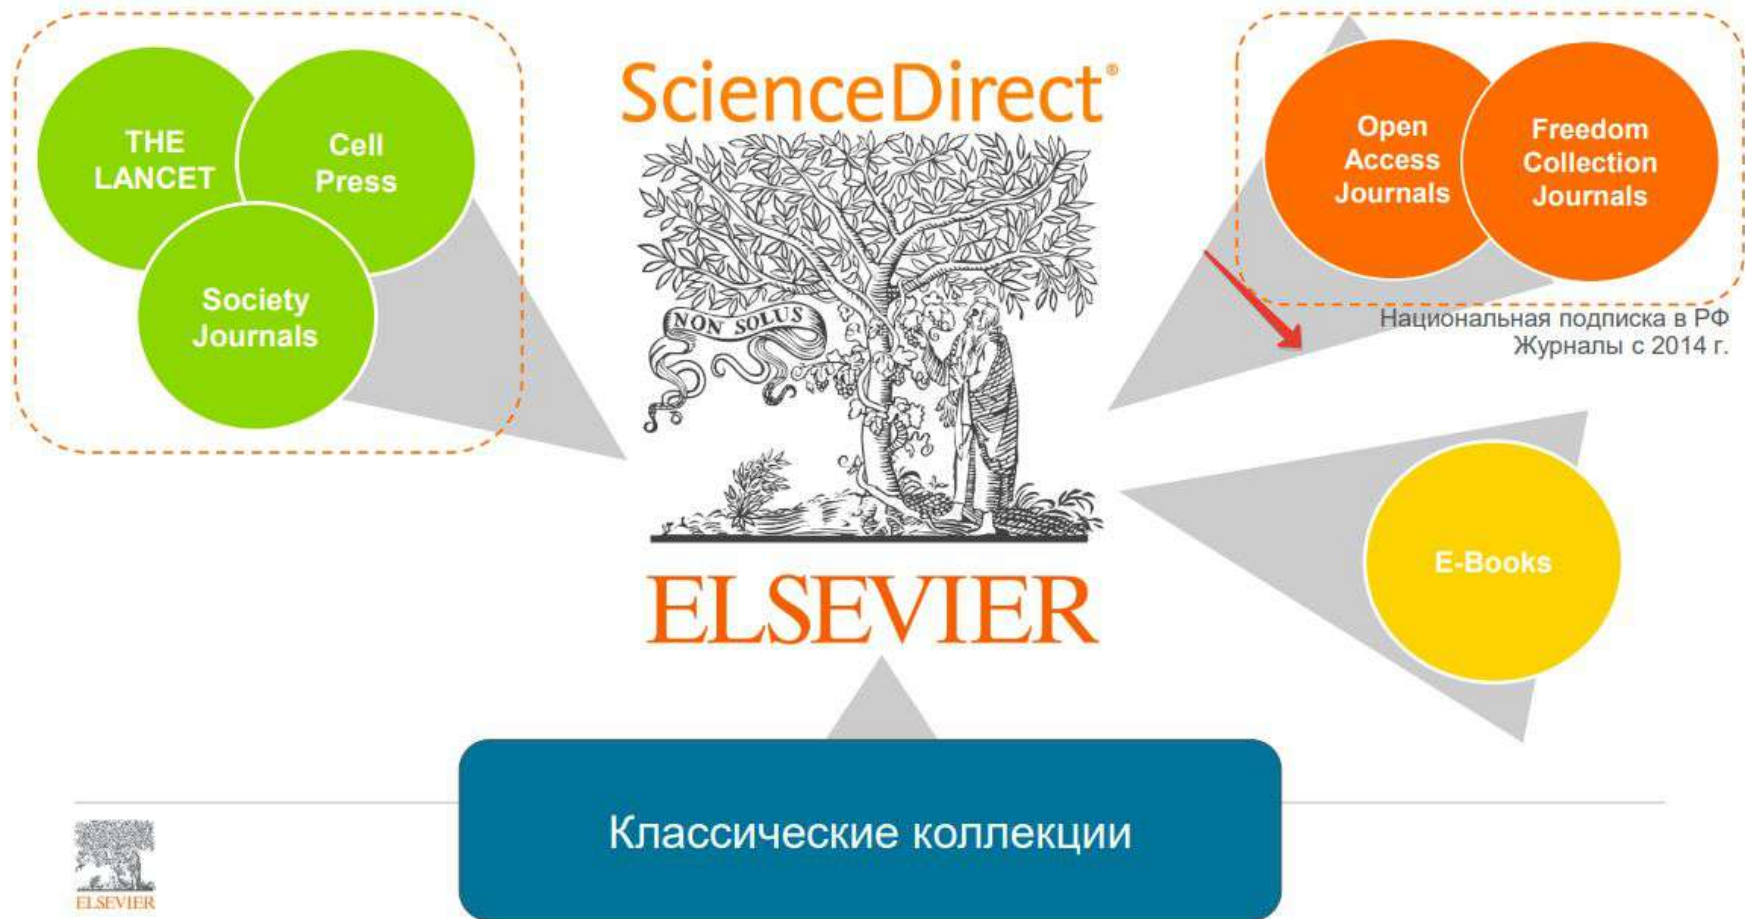 THE
LANCET
Cell
Press
Society
Journals
ScienceDirect®
NON SOLUS
ELSEVIER
Open
Access
Journals
Freedom
Collection
Journals
Национальная подписка в РФ
Журналы с 2014 г.
E-Books
Классические коллекции
ELSEVIER